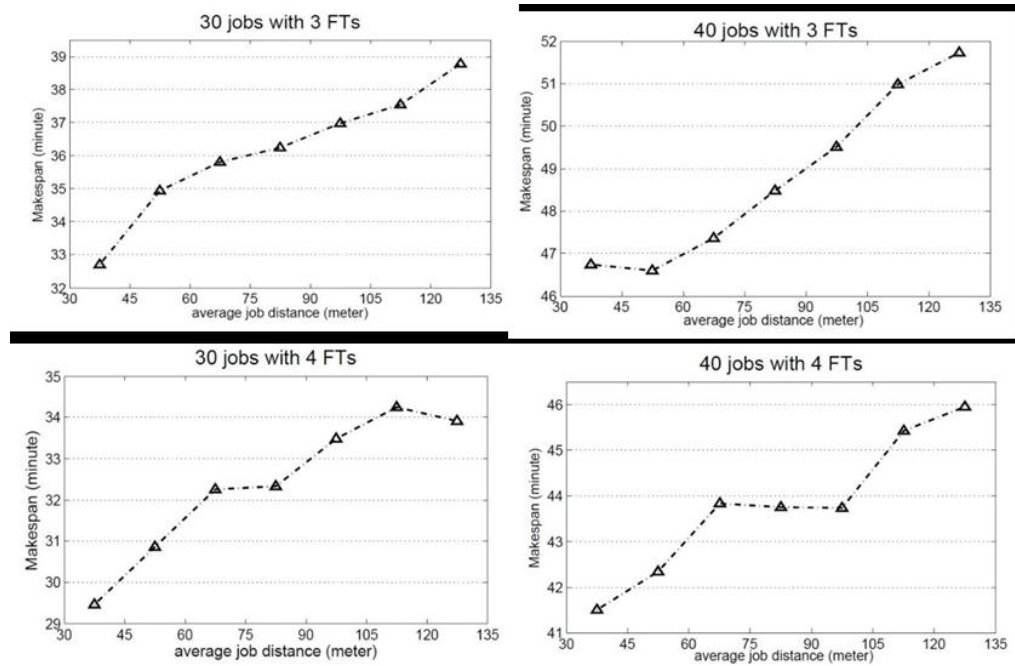 30 jobs with 3 FTs
Makespan (minute)
39
38
37
36
35
34
33
32
30 45 60 75 90 105 120 135
average job distance (meter)
40 jobs with 3 FTs
Makespan (minute)
52
51
50
49
48
47
46
30 45 60 75 90 105 120 135
average job distance (meter)
30 jobs with 4 FTs
Makespan (minute)
35
34
33
32
31
30
29
30 45 60 75 90 105 120 135
average job distance (meter)
40 jobs with 4 FTs
Makespan (minute)
46
45
44
43
42
41
30 45 60 75 90 105 120 135
average job distance (meter)